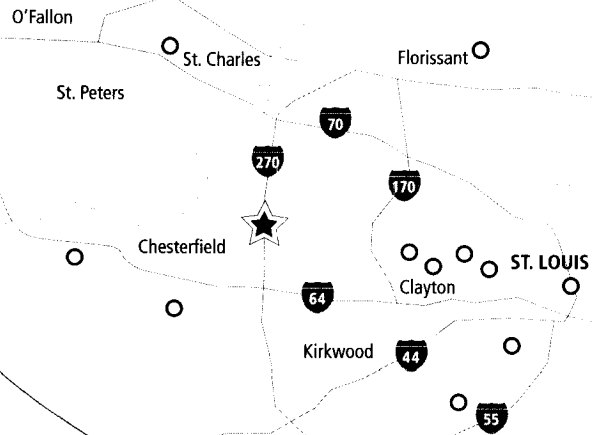 O'Fallon
St. Charles
Florissant
St. Peters
70
270
170
Chesterfield
ST. LOUIS
Clayton
64
Kirkwood
44
55